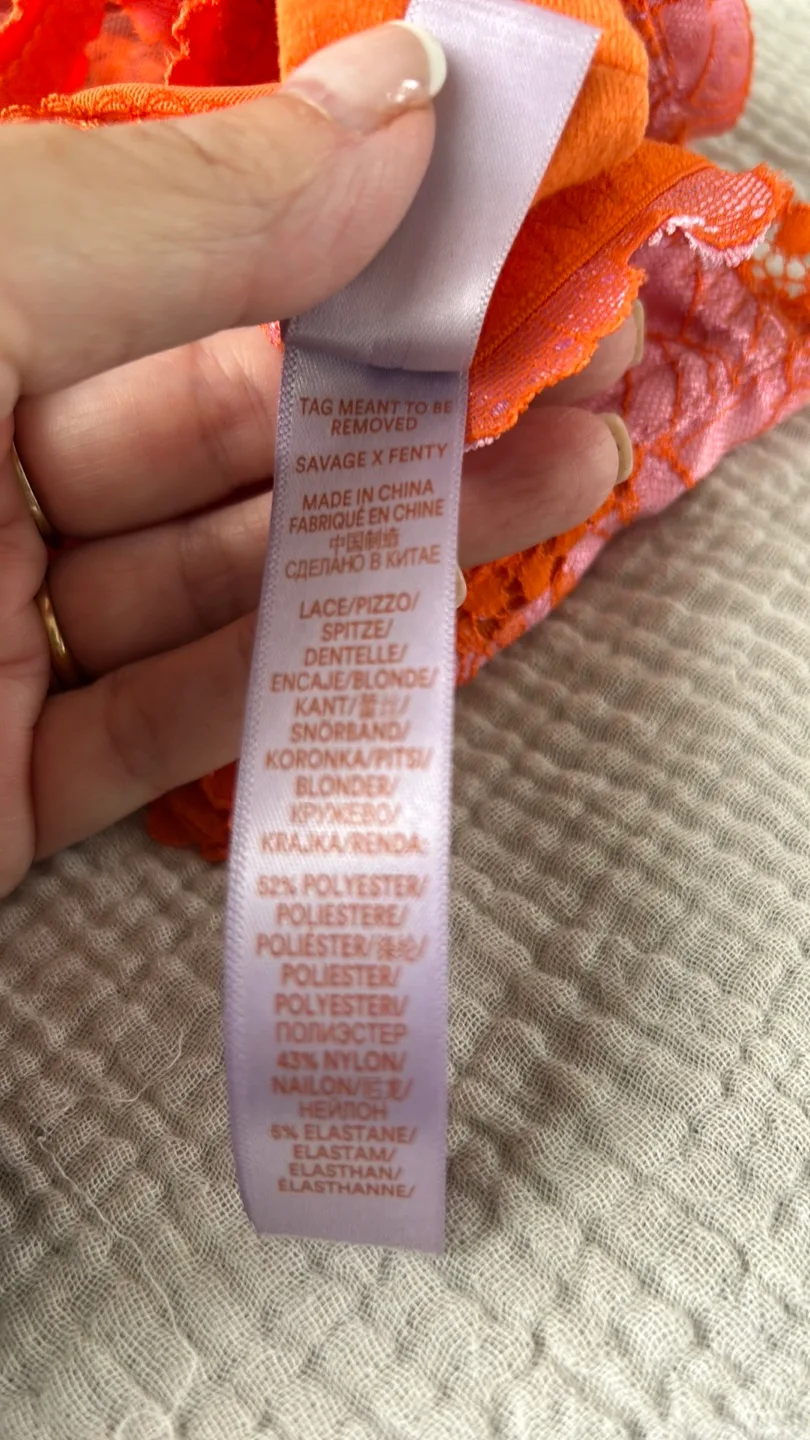 TAG MEANT TO BE
REMOVED
SAVAGE X FENTY
MADE IN CHINA
FABRIQUÉ EN CHINE
中国制造
СДЕЛАНО В КИТАЕ
LACE/PIZZO/
SPITZE/
DENTELLE/
ENCAJE/BLONDE/
KANT/蕾丝/
SNÖRBAND/
KORONKA/PITSI/
BLONDER/
КРУЖЕВО/
KRAJKA/RENDA:
52% POLYESTER/
POLIESTERE/
POLIÉSTER/涤纶/
POLIESTER/
POLYESTERI/
ПОЛИЭСТЕР
43% NYLON/
NAILON/尼龙/
НЕЙЛОН
5% ELASTANE/
ELASTAM/
ELASTHAN/
ÉLASTHANNE/